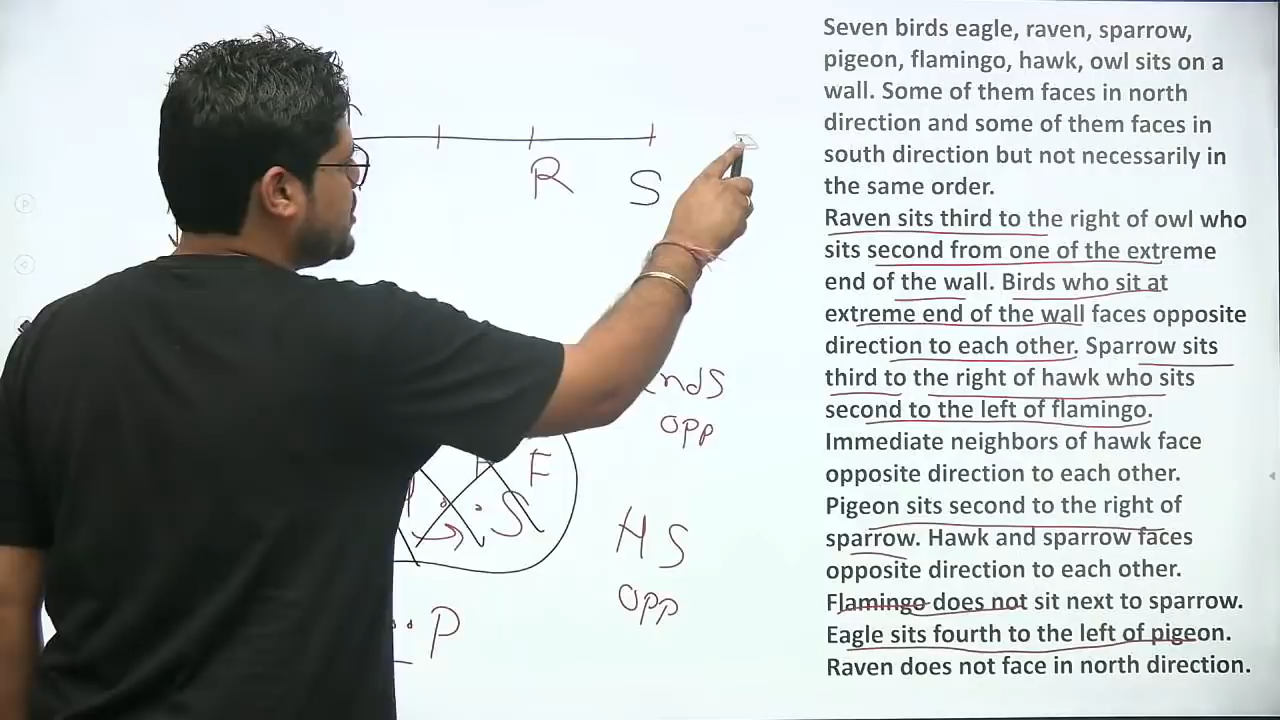 Seven birds eagle, raven, sparrow,
pigeon, flamingo, hawk, owl sits on a
wall. Some of them faces in north
direction and some of them faces in
south direction but not necessarily in
the same order.
Raven sits third to the right of owl who
sits second from one of the extreme
end of the wall. Birds who sit at
extreme end of the wall faces opposite
direction to each other. Sparrow sits
third to the right of hawk who sits
second to the left of flamingo.
Immediate neighbors of hawk face
opposite direction to each other.
Pigeon sits second to the right of
sparrow. Hawk and sparrow faces
opposite direction to each other.
Flamingo does not sit next to sparrow.
Eagle sits fourth to the left of pigeon.
Raven does not face in north direction.
R S
opp
F
S
H S
opp
P